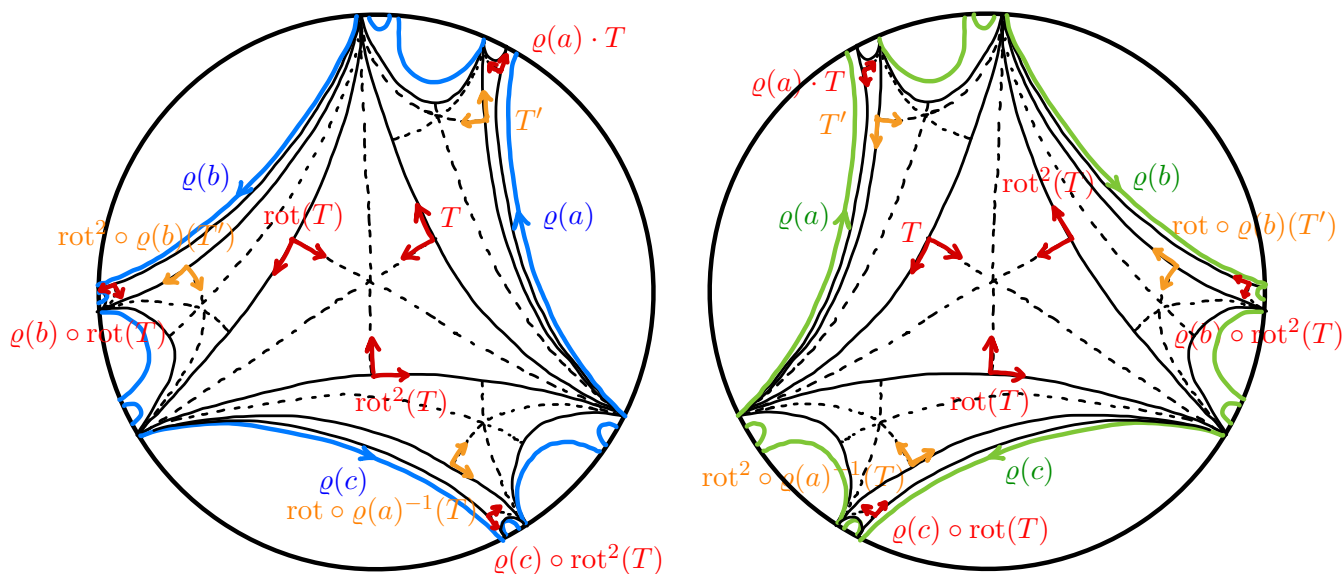 ϱ(a) · T
T′
ϱ(b)
rot(T)
T
ϱ(a)
rot² ∘ ϱ(b)(T′)
ϱ(b) ∘ rot(T)
rot²(T)
ϱ(c)
rot ∘ ϱ(a)⁻¹(T)
ϱ(c) ∘ rot²(T)
ϱ(a) · T
T′
rot²(T)
ϱ(b)
ϱ(a)
T
rot ∘ ϱ(b)(T′)
ϱ(b) ∘ rot²(T)
rot(T)
rot² ∘ ϱ(a)⁻¹(T)
ϱ(c)
ϱ(c) ∘ rot(T)